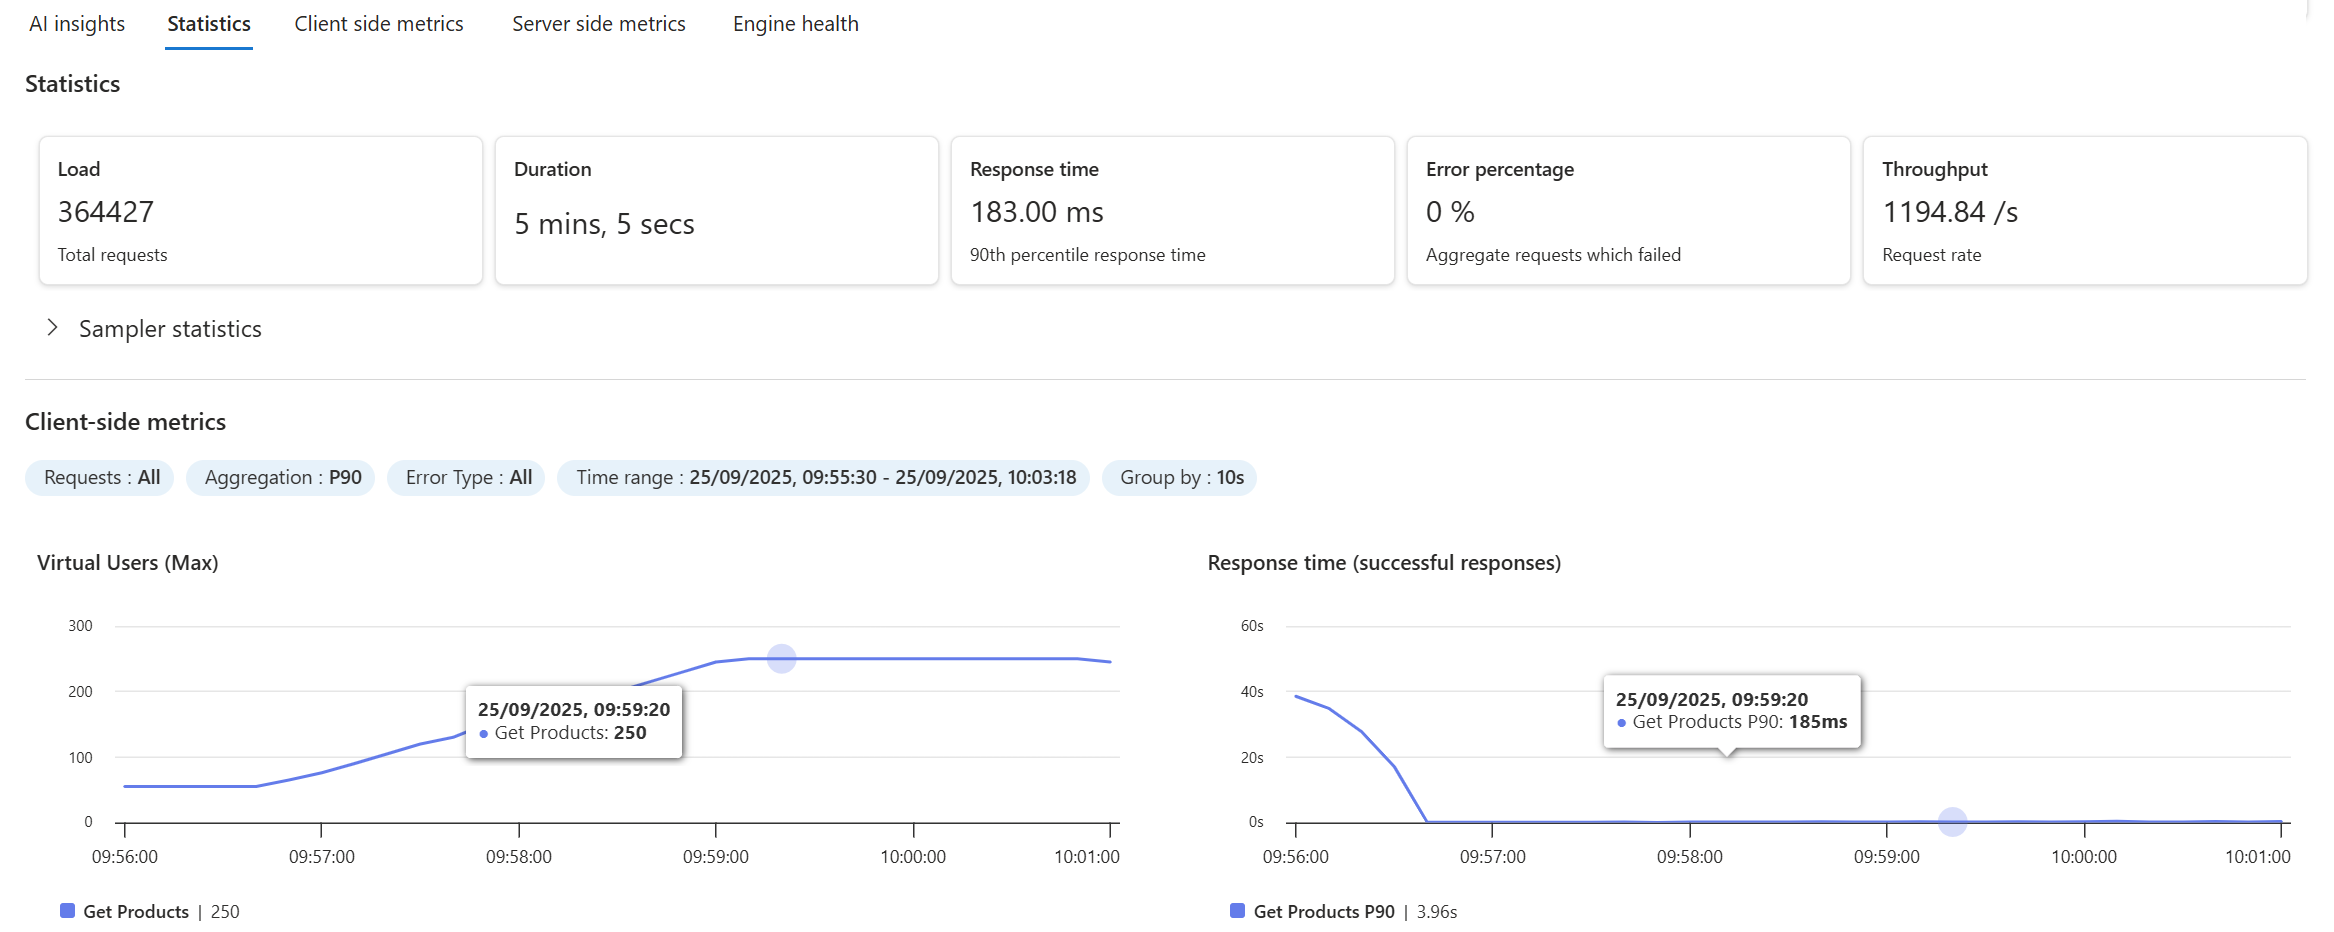 AI insights Statistics Client side metrics Server side metrics Engine health
Statistics
Load
364427
Total requests
Duration
5 mins, 5 secs
Response time
183.00 ms
90th percentile response time
Error percentage
0 %
Aggregate requests which failed
Throughput
1194.84 /s
Request rate
Sampler statistics
Client-side metrics
Requests : All Aggregation : P90 Error Type : All Time range : 25/09/2025, 09:55:30 - 25/09/2025, 10:03:18 Group by : 10s
Virtual Users (Max)
300
200
100
0
25/09/2025, 09:59:20
Get Products: 250
09:56:00 09:57:00 09:58:00 09:59:00 10:00:00 10:01:00
Get Products | 250
Response time (successful responses)
60s
40s
20s
0s
25/09/2025, 09:59:20
Get Products P90: 185ms
09:56:00 09:57:00 09:58:00 09:59:00 10:00:00 10:01:00
Get Products P90 | 3.96s